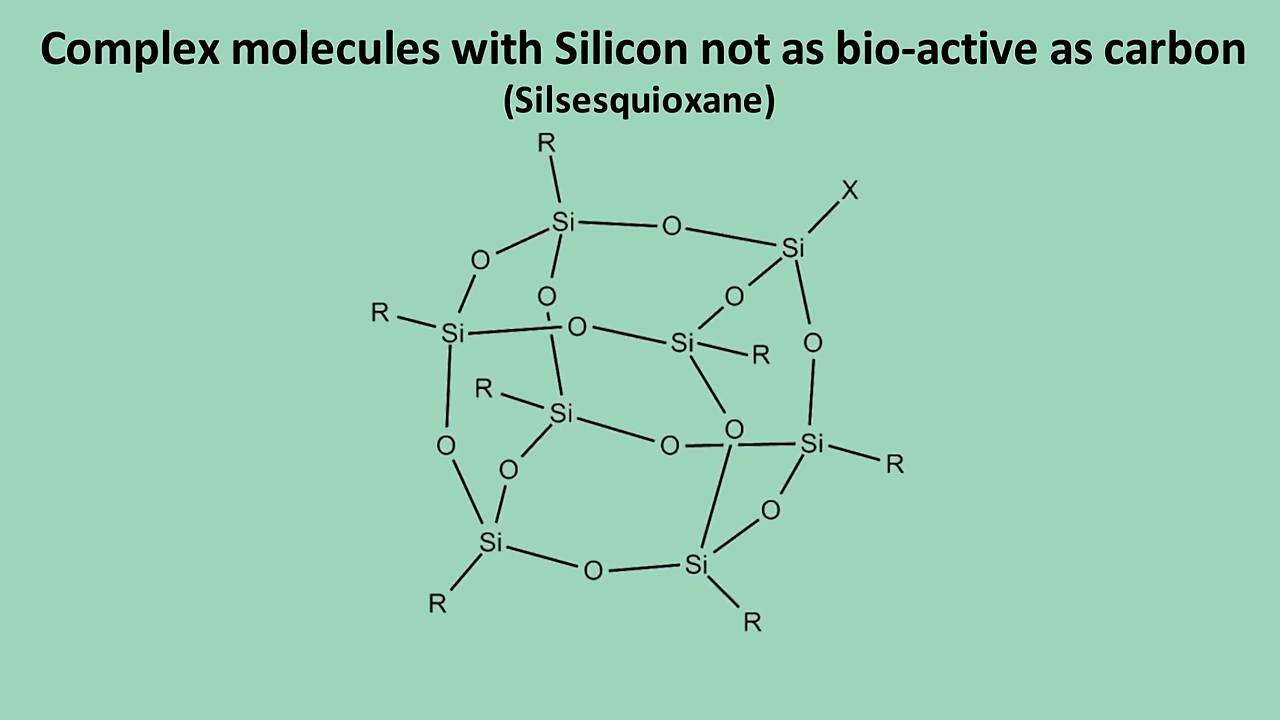 Complex molecules with Silicon not as bio-active as carbon
(Silsesquioxane)
R
X
Si O Si
O
O O
R Si O Si R O
R Si
O O Si R
O O
O
Si O Si
R R